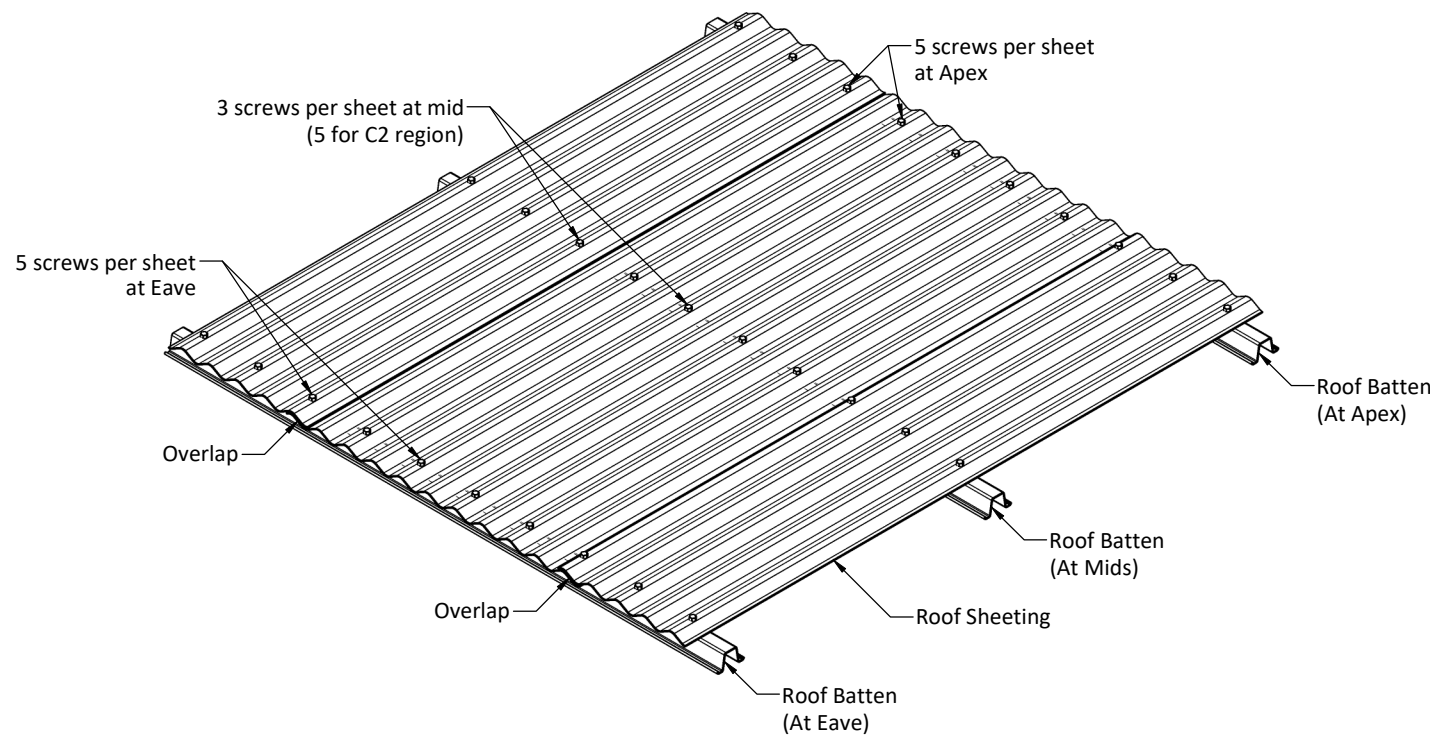 5 screws per sheet
at Apex
3 screws per sheet at mid
(5 for C2 region)
5 screws per sheet
at Eave
Roof Batten
(At Apex)
Overlap
Roof Batten
(At Mids)
Overlap
Roof Sheeting
Roof Batten
(At Eave)